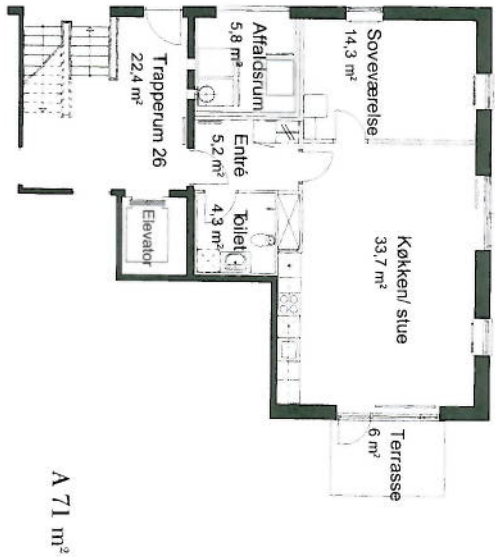 Soveværelse
14,3 m²
Affaldsrum
5,8 m²
Trapperum 26
22,4 m²
Entré
5,2 m²
Toilet
4,3 m²
Elevator
Køkken/ stue
33,7 m²
Terrasse
6 m²
A 71 m²